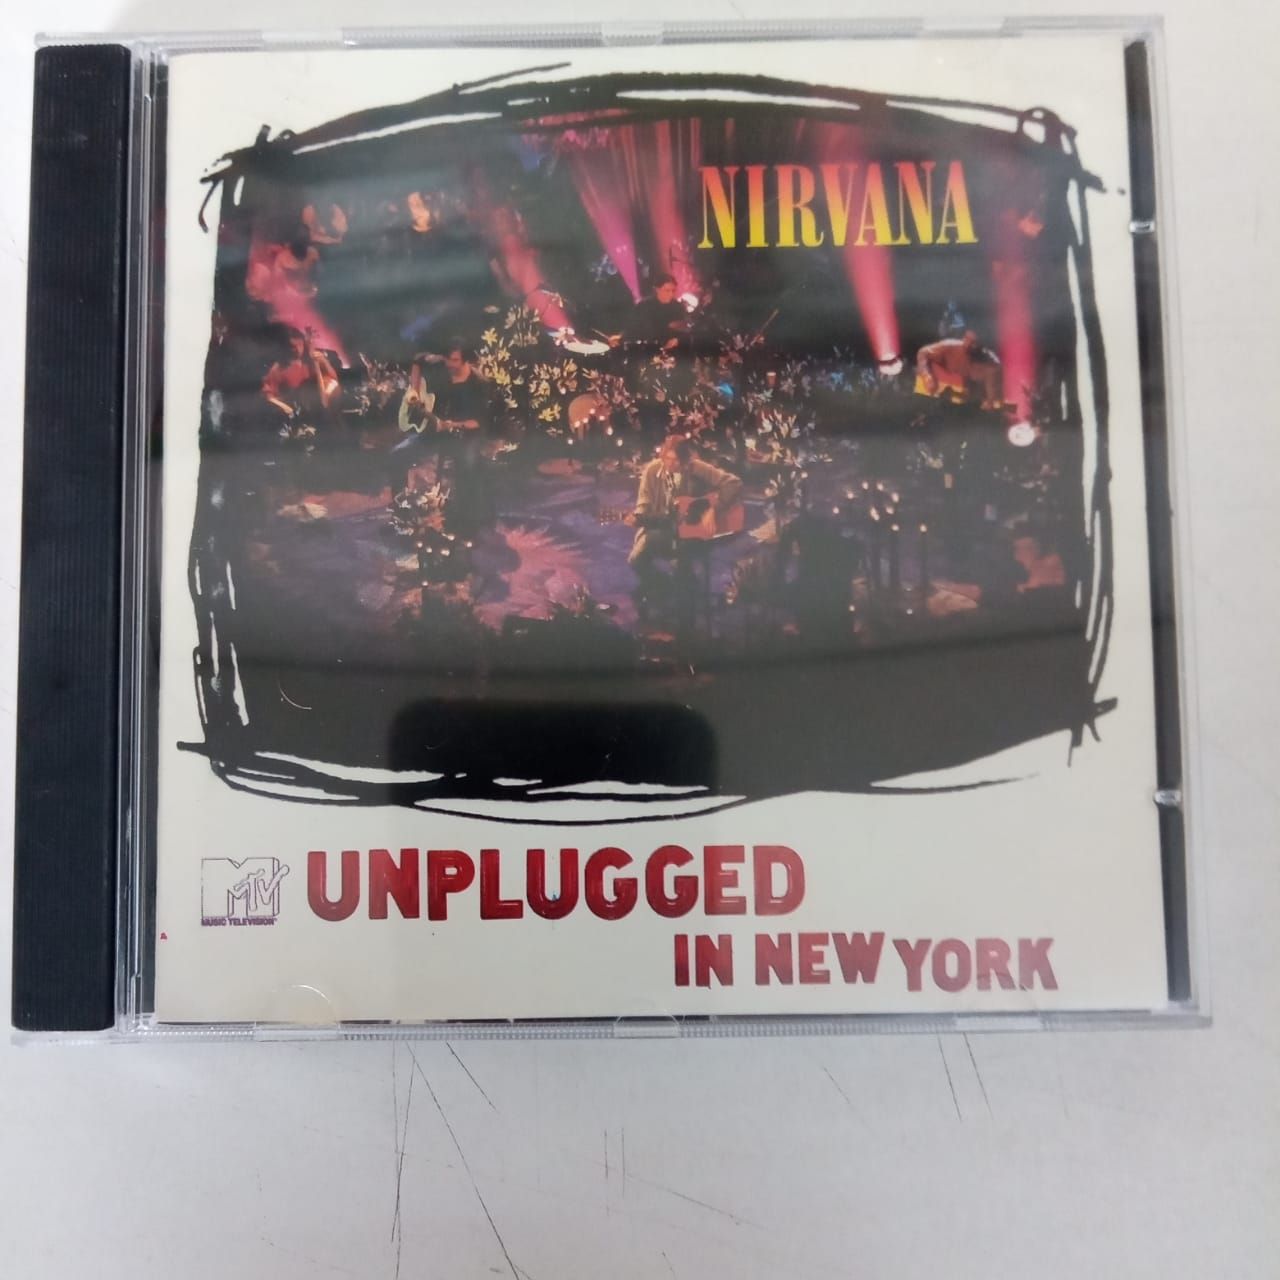 NIRVANA
MTV
MUSIC TELEVISION
UNPLUGGED
IN NEW YORK